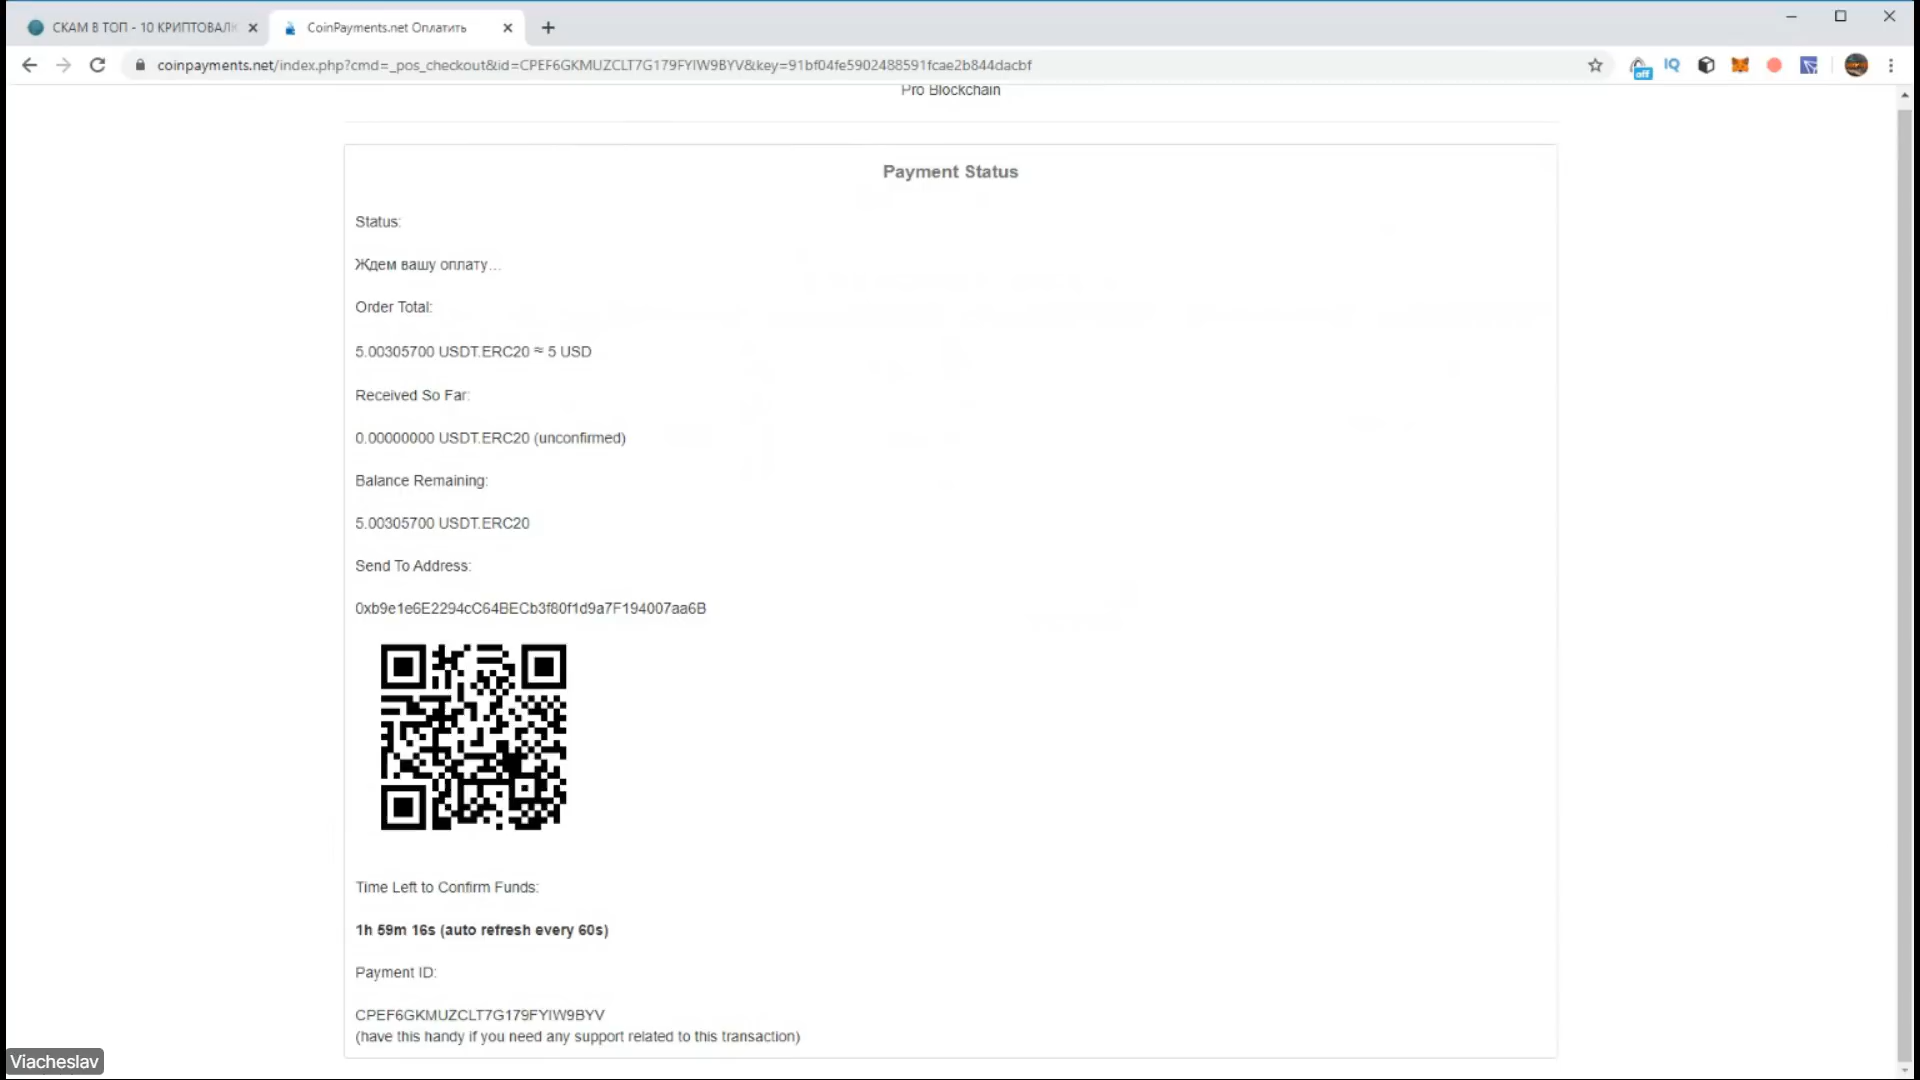 СКАМ В ТОП - 10 КРИПТОВАЛ
CoinPayments.net Оплатить
coinpayments.net/index.php?cmd=_pos_checkout&id=CPEF6GKMUZCLT7G179FYIW9BYV&key=91bf04fe5902488591fcae2b844dacbf
off
IQ
Pro Blockchain
Payment Status
Status:
Ждем вашу оплату...
Order Total:
5.00305700 USDT.ERC20 ≈ 5 USD
Received So Far:
0.00000000 USDT.ERC20 (unconfirmed)
Balance Remaining:
5.00305700 USDT.ERC20
Send To Address:
0xb9e1e6E2294cC64BECb3f80f1d9a7F194007aa6B
Time Left to Confirm Funds:
1h 59m 16s (auto refresh every 60s)
Payment ID:
CPEF6GKMUZCLT7G179FYIW9BYV
(have this handy if you need any support related to this transaction)
Viacheslav